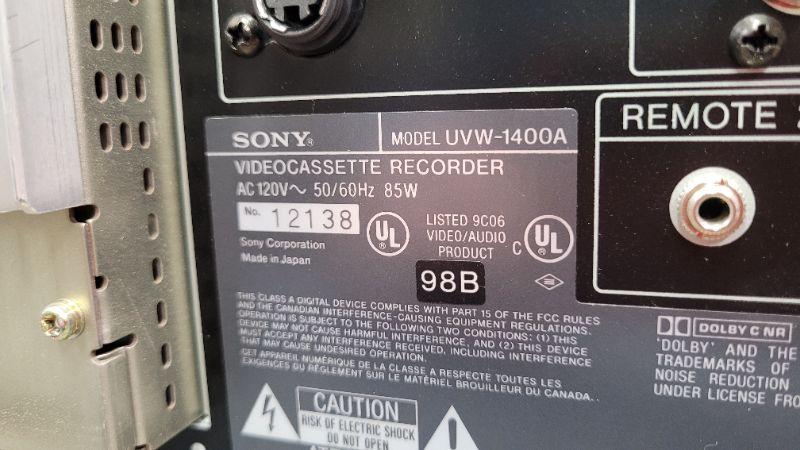 SONY®
MODEL UVW-1400A
VIDEOCASSETTE RECORDER
AC 120V~ 50/60Hz 85W
No. 12138
Sony Corporation
Made in Japan
UL ®
LISTED 9C06
VIDEO/AUDIO
PRODUCT
C UL ®
98B
THIS CLASS A DIGITAL DEVICE COMPLIES WITH PART 15 OF THE FCC RULES
AND THE CANADIAN INTERFERENCE-CAUSING EQUIPMENT REGULATIONS.
OPERATION IS SUBJECT TO THE FOLLOWING TWO CONDITIONS: (1) THIS
DEVICE MAY NOT CAUSE HARMFUL INTERFERENCE, AND (2) THIS DEVICE
MUST ACCEPT ANY INTERFERENCE RECEIVED, INCLUDING INTERFERENCE
THAT MAY CAUSE UNDESIRED OPERATION.
CET APPAREIL NUMÉRIQUE DE LA CLASSE A RESPECTE TOUTES LES
EXIGENCES DU RÈGLEMENT SUR LE MATÉRIEL BROUILLEUR DU CANADA.
CAUTION
RISK OF ELECTRIC SHOCK
DO NOT OPEN
REMOTE
DOLBY C NR
'DOLBY' AND THE
TRADEMARKS OF
NOISE REDUCTION
UNDER LICENSE FRO